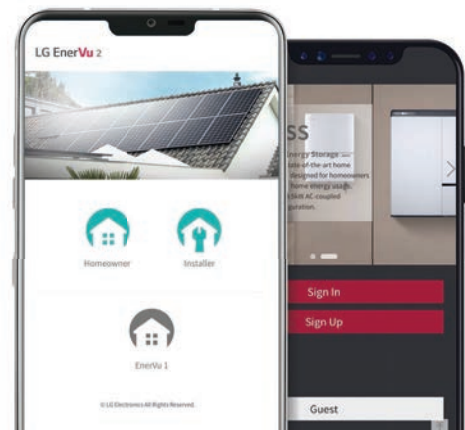 LG EnerVu 2
Homeowner
Installer
EnerVu 1
© LG Electronics All Rights Reserved.
SS
Energy Storage
ate-of-the-art home
designed for homeowners
home energy usage.
AC-coupled
guration.
Sign In
Sign Up
Guest